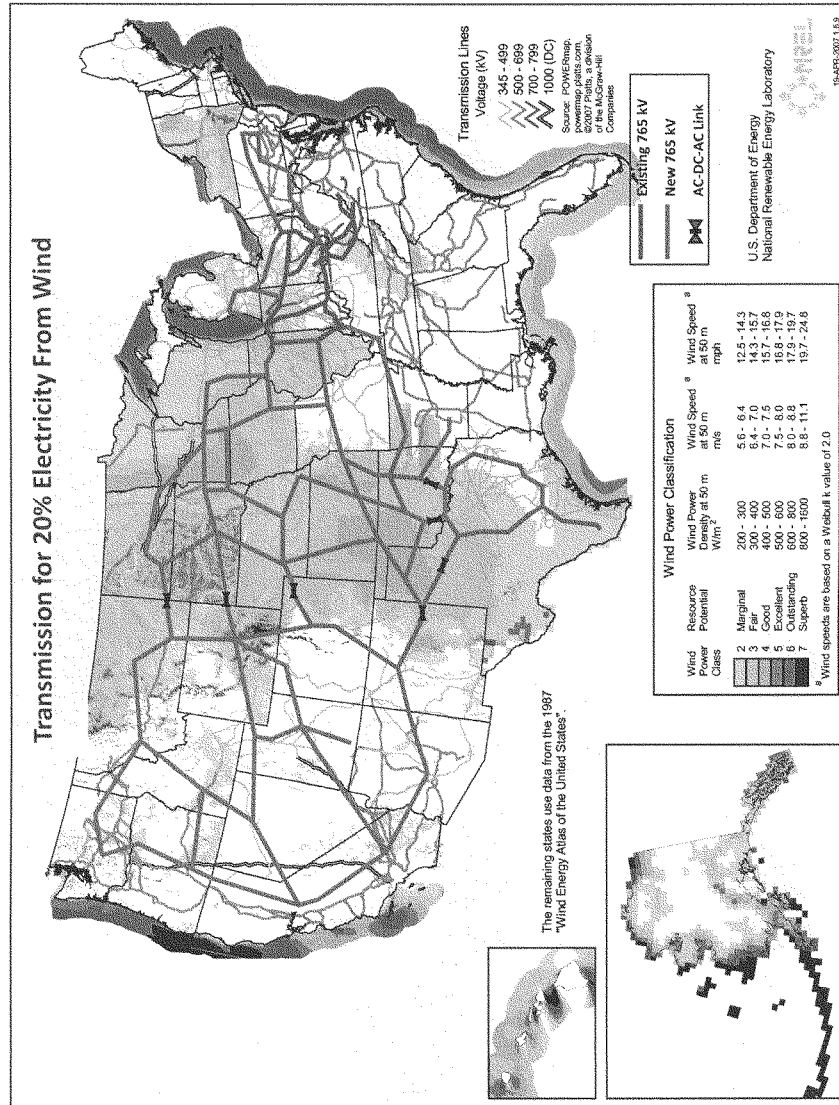 Transmission for 20% Electricity From Wind
Transmission Lines
Voltage (kV)
345 - 499
500 - 699
700 - 799
1000 (DC)
Source: POWERmap,
powermap.platts.com
©2007 Platts, a division
of the McGraw-Hill
Companies
Existing 765 kV
New 765 kV
AC-DC-AC Link
The remaining states use data from the 1987
"Wind Energy Atlas of the United States".
Wind Power Classification
Wind Resource Wind Power Wind Speed a Wind Speed a
Power Potential Density at 50 m at 50 m at 50 m
Class W/m² m/s mph
2 Marginal 200 - 300 5.6 - 6.4 12.5 - 14.3
3 Fair 300 - 400 6.4 - 7.0 14.3 - 15.7
4 Good 400 - 500 7.0 - 7.5 15.7 - 16.8
5 Excellent 500 - 600 7.5 - 8.0 16.8 - 17.9
6 Outstanding 600 - 800 8.0 - 8.8 17.9 - 19.7
7 Superb 800 - 1600 8.8 - 11.1 19.7 - 24.8
a Wind speeds are based on a Weibull k value of 2.0
U.S. Department of Energy
National Renewable Energy Laboratory
NREL
19-APR-2007 1.5.9